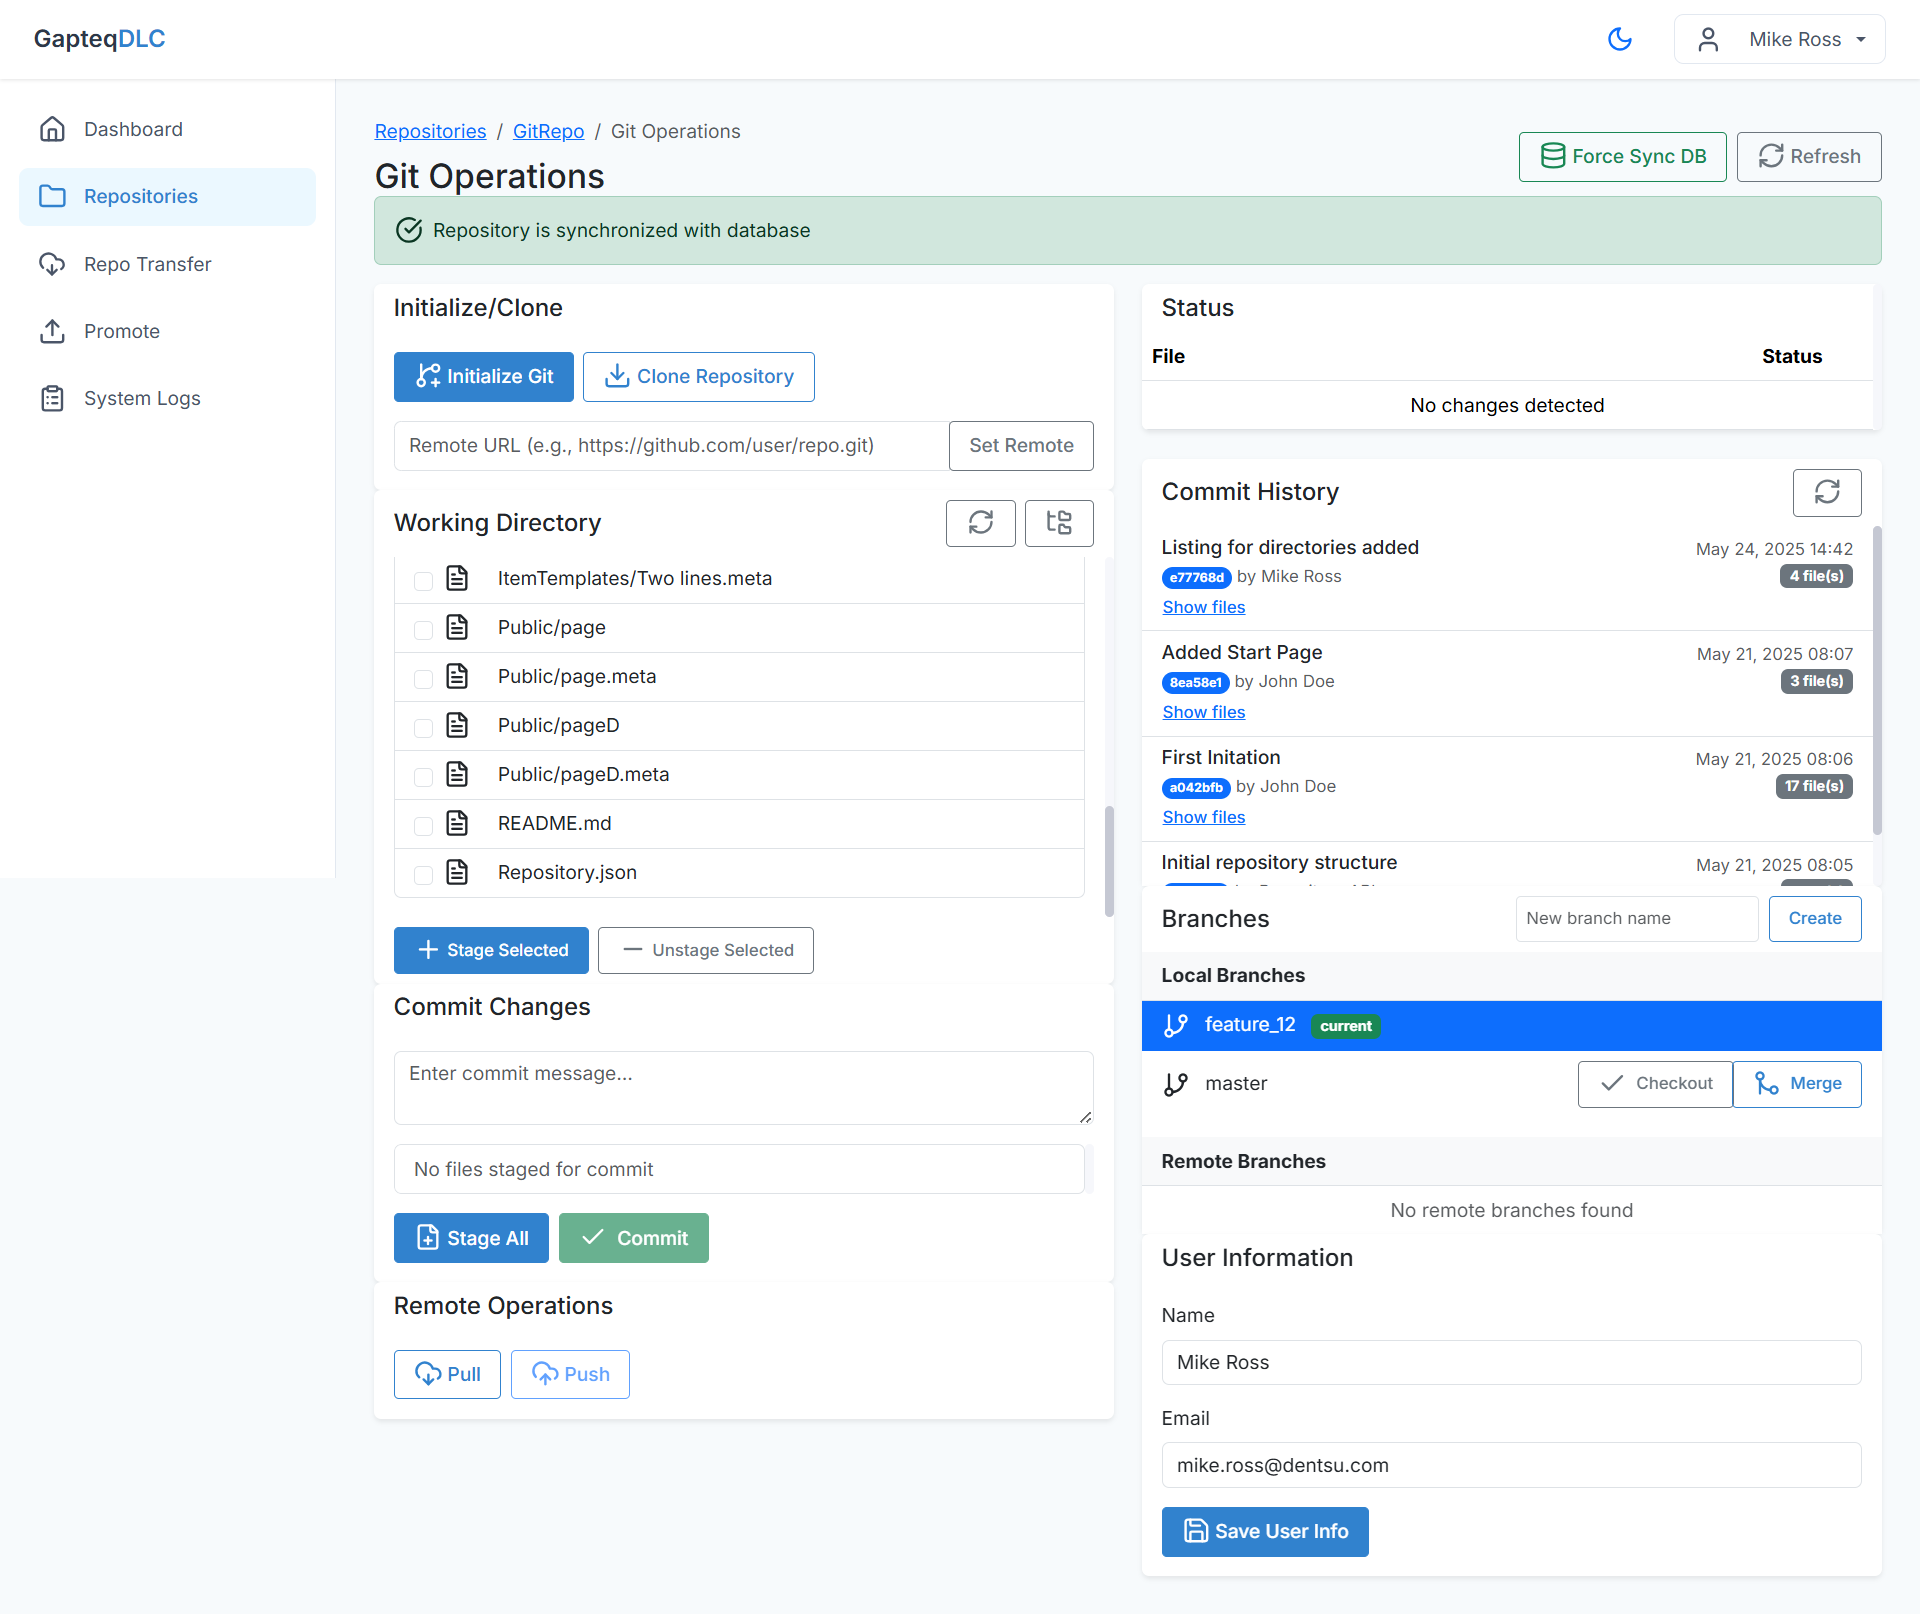 GapteqDLC
Mike Ross
Dashboard
Repositories
Repo Transfer
Promote
System Logs
Repositories / GitRepo / Git Operations
Git Operations
Force Sync DB
Refresh
Repository is synchronized with database
Initialize/Clone
Initialize Git
Clone Repository
Remote URL (e.g., https://github.com/user/repo.git)
Set Remote
Working Directory
ItemTemplates/Two lines.meta
Public/page
Public/page.meta
Public/pageD
Public/pageD.meta
README.md
Repository.json
Stage Selected
Unstage Selected
Commit Changes
Enter commit message...
No files staged for commit
Stage All
Commit
Remote Operations
Pull
Push
Status
File Status
No changes detected
Commit History
Listing for directories added May 24, 2025 14:42
e77768d by Mike Ross 4 file(s)
Show files
Added Start Page May 21, 2025 08:07
8ea58e1 by John Doe 3 file(s)
Show files
First Initation May 21, 2025 08:06
a042bfb by John Doe 17 file(s)
Show files
Initial repository structure May 21, 2025 08:05
Branches
New branch name
Create
Local Branches
feature_12 current
master
Checkout
Merge
Remote Branches
No remote branches found
User Information
Name
Mike Ross
Email
mike.ross@dentsu.com
Save User Info